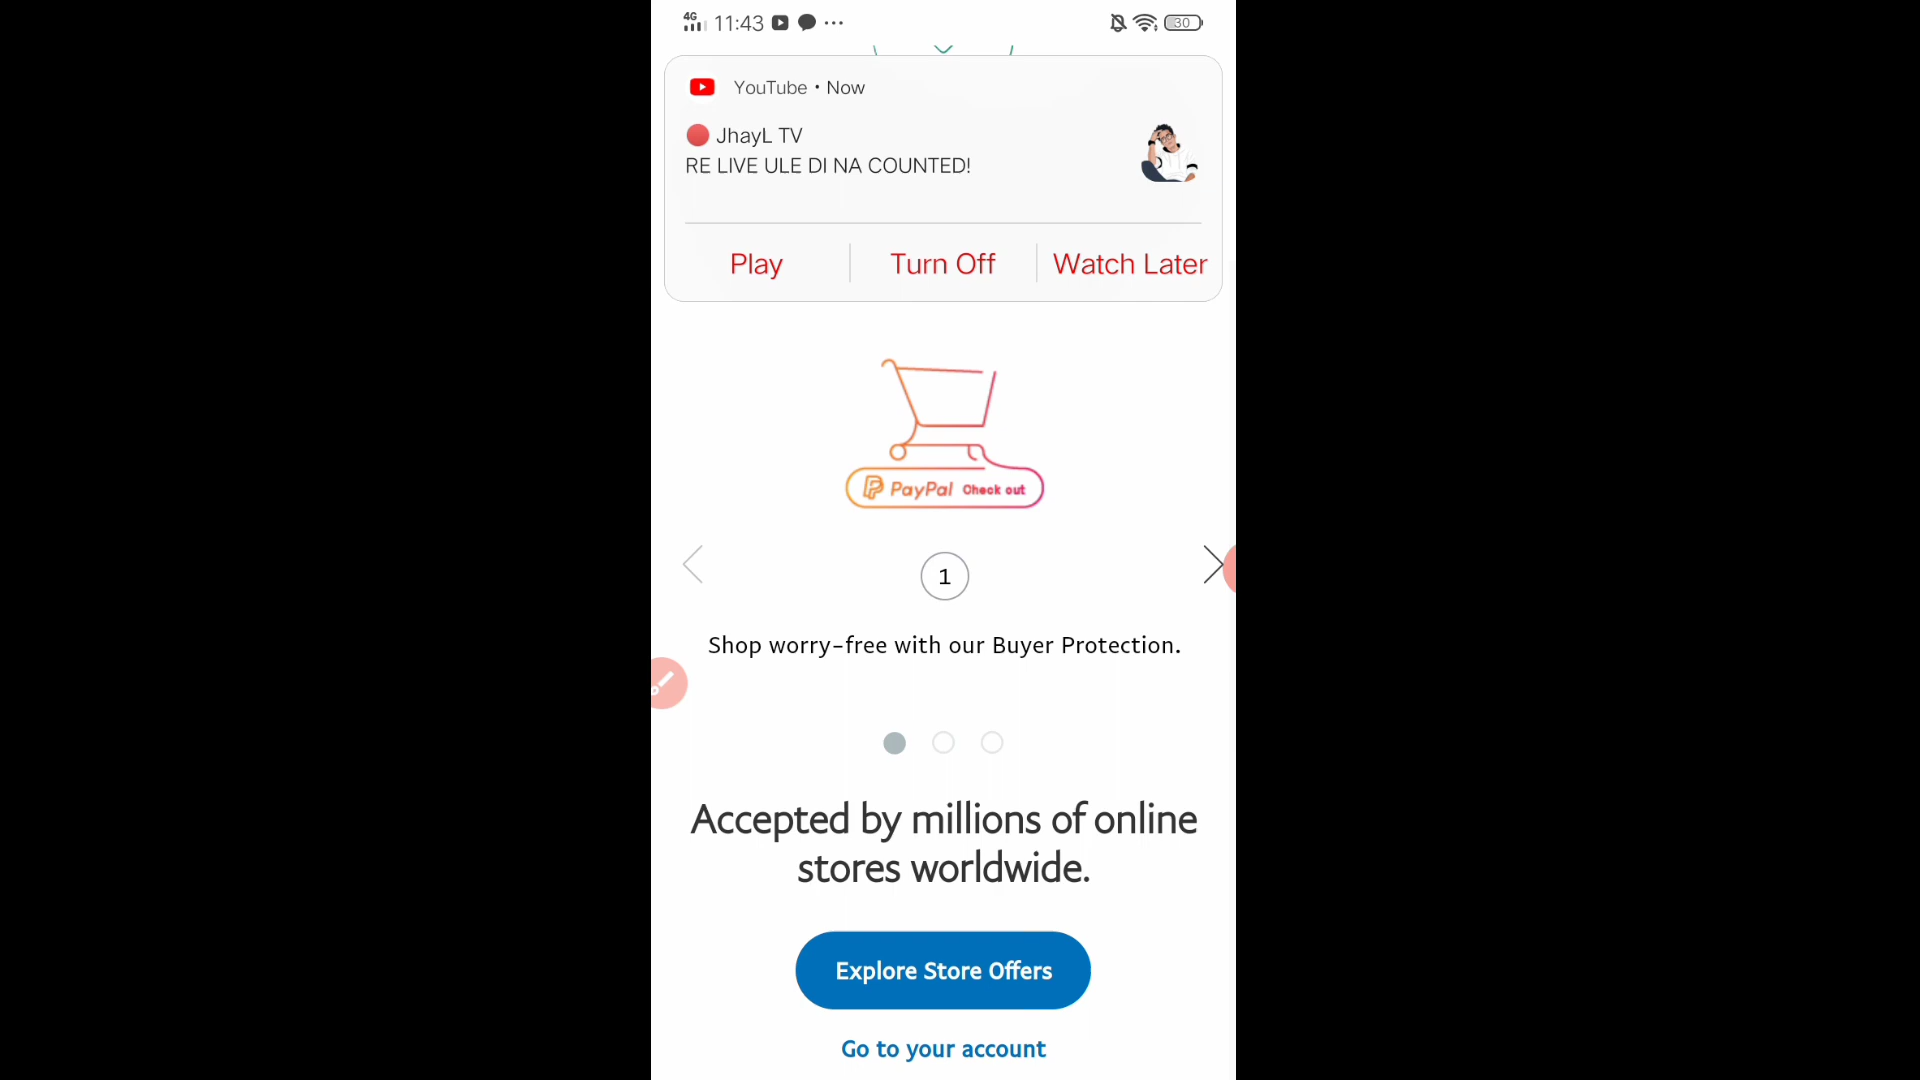 4G 11:43 30
YouTube • Now
JhayL TV
RE LIVE ULE DI NA COUNTED!
Play Turn Off Watch Later
PayPal Check out
1
Shop worry-free with our Buyer Protection.
Accepted by millions of online
stores worldwide.
Explore Store Offers
Go to your account